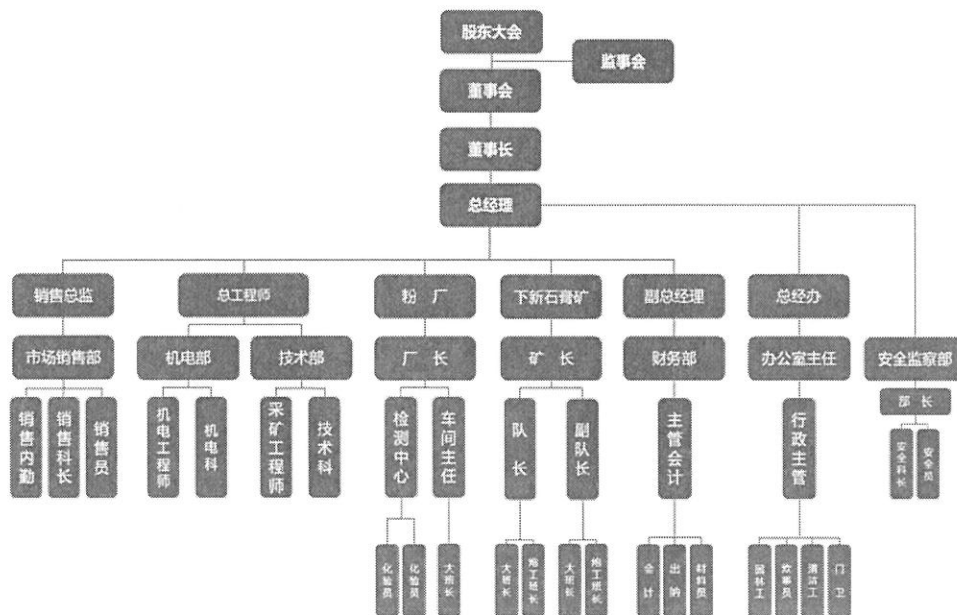 股东大会
监事会
董事会
董事长
总经理
销售总监
总工程师
粉 厂
下新石膏矿
副总经理
总经办
市场销售部
机电部
技术部
厂 长
矿 长
财务部
办公室主任
安全监察部
部 长
销售内勤
销售科长
销售员
机电工程师
机电科
采矿工程师
技术科
检测中心
车间主任
队 长
副队长
主管会计
行政主管
安全科长
安全员
化验员
化验员
大班长
大班长
炮工班长
大班长
炮工班长
会 计
出 纳
材料员
园林工
炊事员
清洁工
门 卫